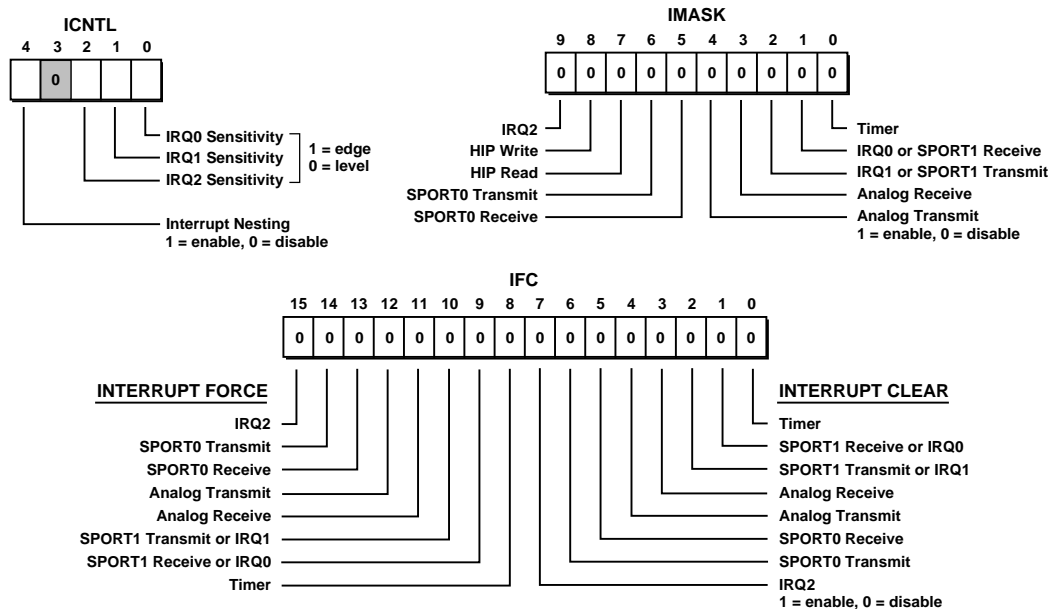 ICNTL
4 3 2 1 0
0
IRQ0 Sensitivity
IRQ1 Sensitivity
IRQ2 Sensitivity
1 = edge
0 = level
Interrupt Nesting
1 = enable, 0 = disable
IMASK
9 8 7 6 5 4 3 2 1 0
0 0 0 0 0 0 0 0 0 0
IRQ2
HIP Write
HIP Read
SPORT0 Transmit
SPORT0 Receive
Timer
IRQ0 or SPORT1 Receive
IRQ1 or SPORT1 Transmit
Analog Receive
Analog Transmit
1 = enable, 0 = disable
IFC
15 14 13 12 11 10 9 8 7 6 5 4 3 2 1 0
0 0 0 0 0 0 0 0 0 0 0 0 0 0 0 0
INTERRUPT FORCE
IRQ2
SPORT0 Transmit
SPORT0 Receive
Analog Transmit
Analog Receive
SPORT1 Transmit or IRQ1
SPORT1 Receive or IRQ0
Timer
INTERRUPT CLEAR
Timer
SPORT1 Receive or IRQ0
SPORT1 Transmit or IRQ1
Analog Receive
Analog Transmit
SPORT0 Receive
SPORT0 Transmit
IRQ2
1 = enable, 0 = disable